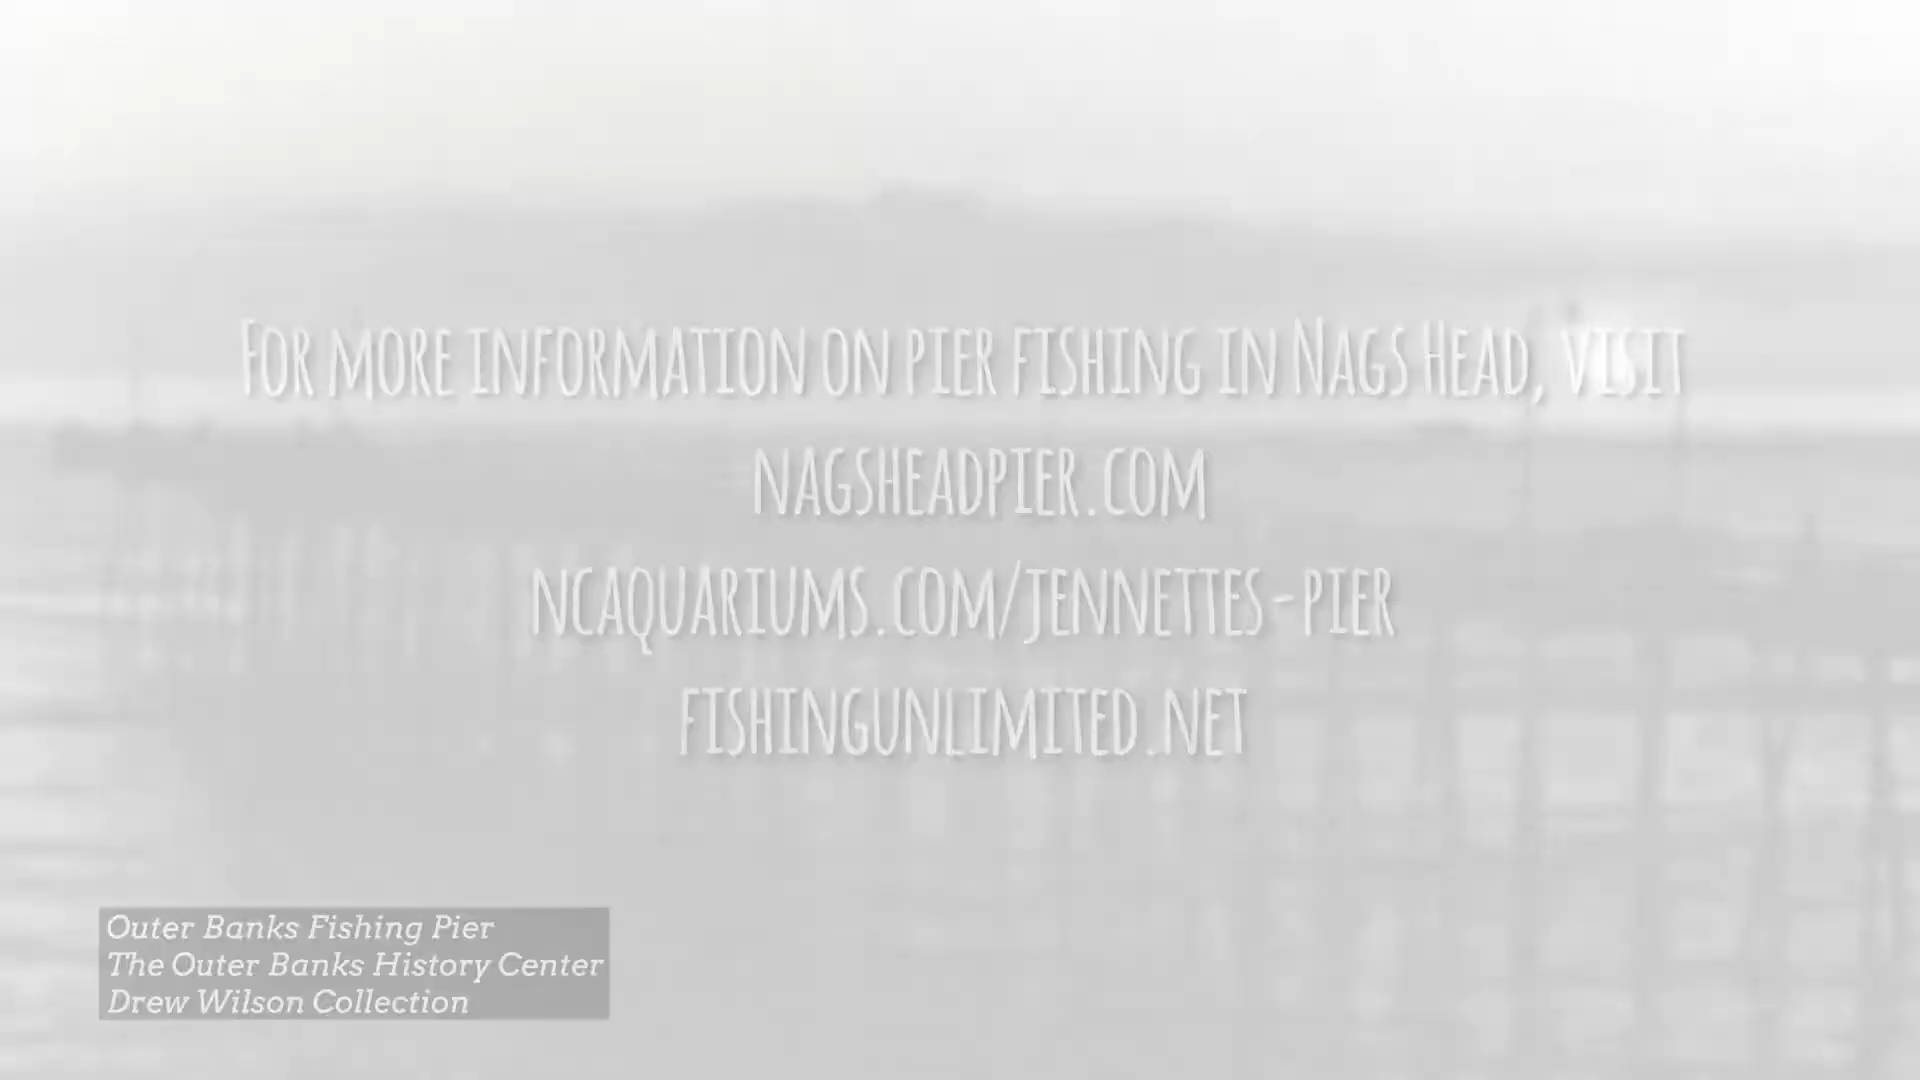 For more information on pier fishing in Nags Head, visit
nagsheadpier.com
ncaquariums.com/jennettes-pier
fishingunlimited.net
Outer Banks Fishing Pier
The Outer Banks History Center
Drew Wilson Collection